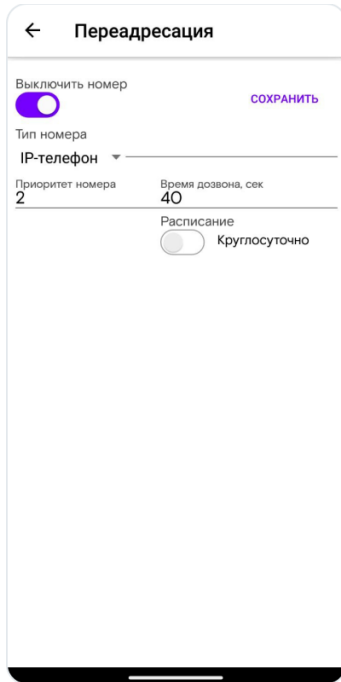 Переадресация
Выключить номер
СОХРАНИТЬ
Тип номера
IP-телефон
Приоритет номера Время дозвона, сек
2 40
Расписание
Круглосуточно